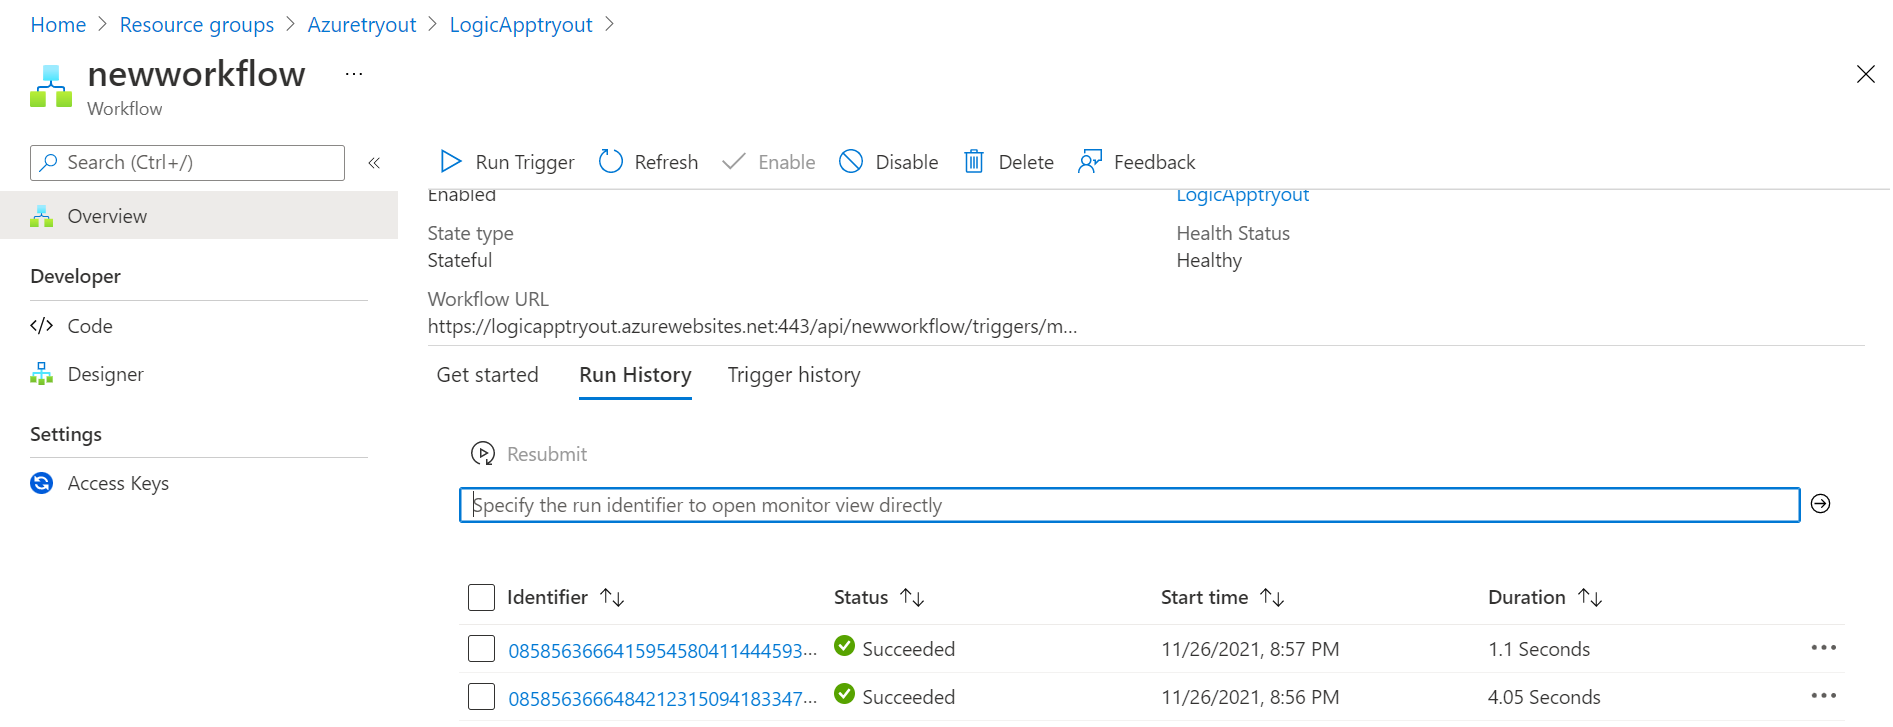 Home > Resource groups > Azuretryout > LogicApptryout >
newworkflow ...
Workflow
Search (Ctrl+/) «
Overview
Developer
</> Code
Designer
Settings
Access Keys
Run Trigger Refresh Enable Disable Delete Feedback
Enabled LogicApptryout
State type Health Status
Stateful Healthy
Workflow URL
https://logicapptryout.azurewebsites.net:443/api/newworkflow/triggers/m...
Get started Run History Trigger history
Resubmit
Specify the run identifier to open monitor view directly
Identifier ↑↓ Status ↑↓ Start time ↑↓ Duration ↑↓
08585636664159545804114445​93... Succeeded 11/26/2021, 8:57 PM 1.1 Seconds ...
08585636664842123150941833​47... Succeeded 11/26/2021, 8:56 PM 4.05 Seconds ...